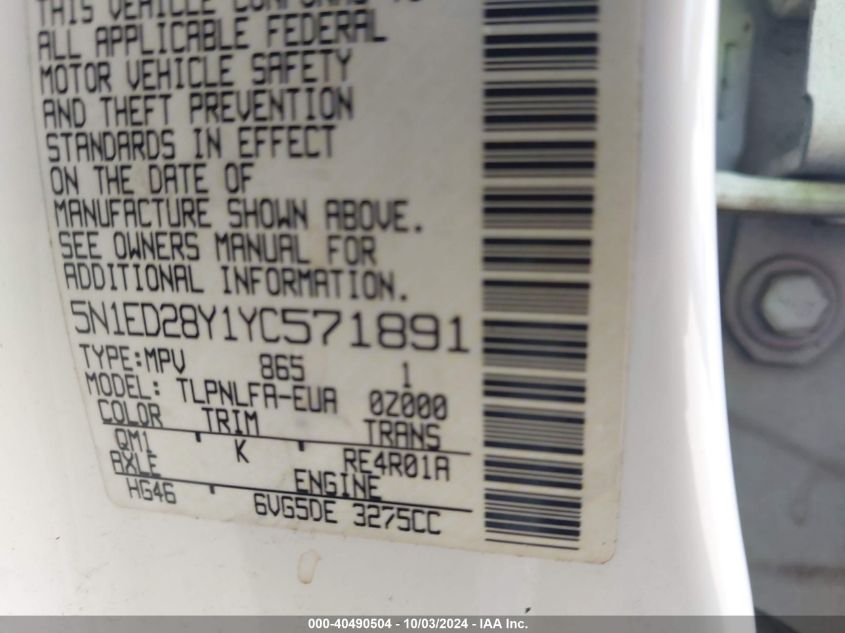 THIS VEHICLE CONFORMS TO
ALL APPLICABLE FEDERAL
MOTOR VEHICLE SAFETY
AND THEFT PREVENTION
STANDARDS IN EFFECT
ON THE DATE OF
MANUFACTURE SHOWN ABOVE.
SEE OWNERS MANUAL FOR
ADDITIONAL INFORMATION.
5N1ED28Y1YC571891
TYPE:MPV 865 1
MODEL: TLPNLFA-EUA 0Z000
COLOR TRIM TRANS
QM1 ' K ' RE4R01A
AXLE ENGINE
HG46 ' 6VG5DE 3275CC
000-40490504 - 10/03/2024 - IAA Inc.